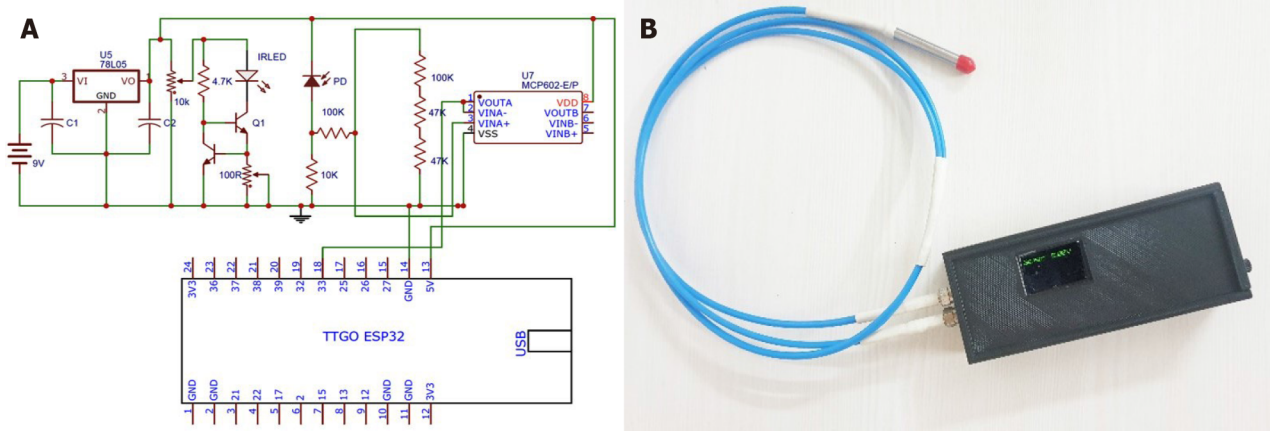 A
U5
78L05
3
VI
VO
1
GND
2
C1
C2
9V
10k
4.7K
IRLED
Q1
100R
PD
100K
10K
100K
47K
47K
U7
MCP602-E/P
1
VOUTA
VDD
8
2
VINA-
VOUTB
7
3
VINA+
VINB-
6
4
VSS
VINB+
5
24
23
22
21
20
19
18
17
16
15
14
13
3V3
36
37
38
39
32
33
25
26
27
GND
5V
TTGO ESP32
USB
GND
GND
21
22
17
2
15
13
12
GND
GND
3V3
1
2
3
4
5
6
7
8
9
10
11
12
B